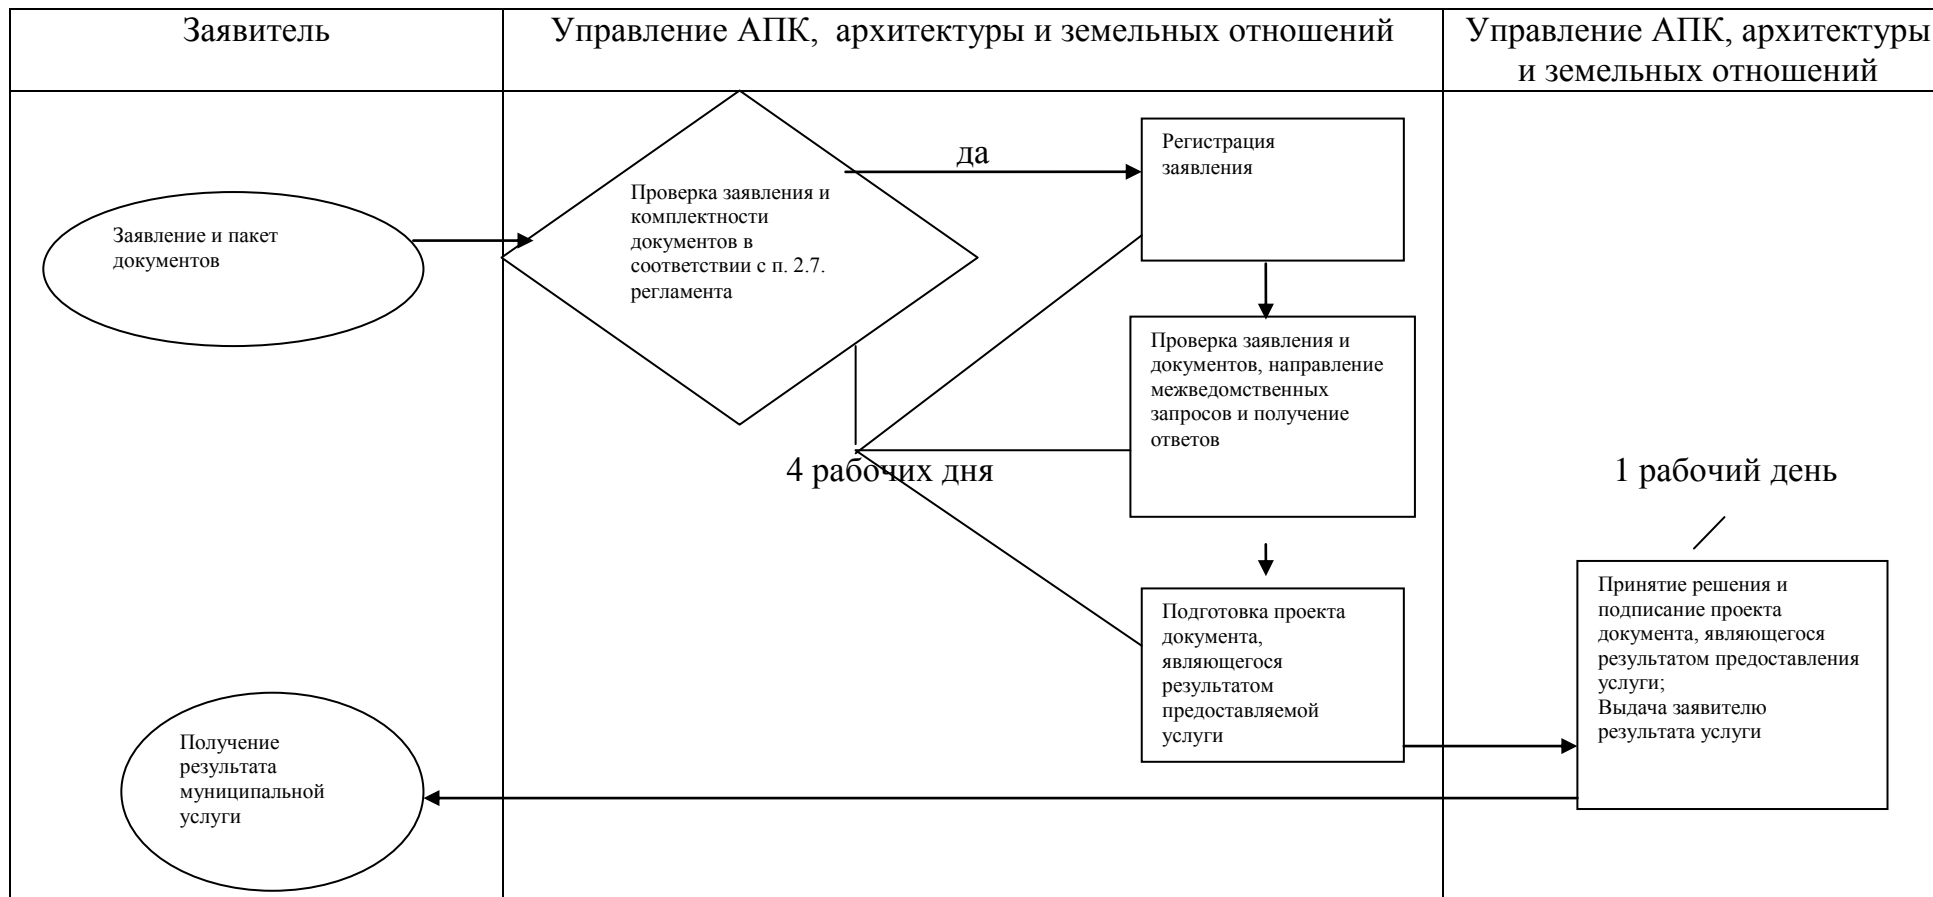 Заявитель
Управление АПК, архитектуры и земельных отношений
Управление АПК, архитектуры
и земельных отношений
Заявление и пакет
документов
Проверка заявления и
комплектности
документов в
соответствии с п. 2.7.
регламента
да
Регистрация
заявления
Проверка заявления и
документов, направление
межведомственных
запросов и получение
ответов
4 рабочих дня
1 рабочий день
Подготовка проекта
документа,
являющегося
результатом
предоставляемой
услуги
Принятие решения и
подписание проекта
документа, являющегося
результатом предоставления
услуги;
Выдача заявителю
результата услуги
Получение
результата
муниципальной
услуги